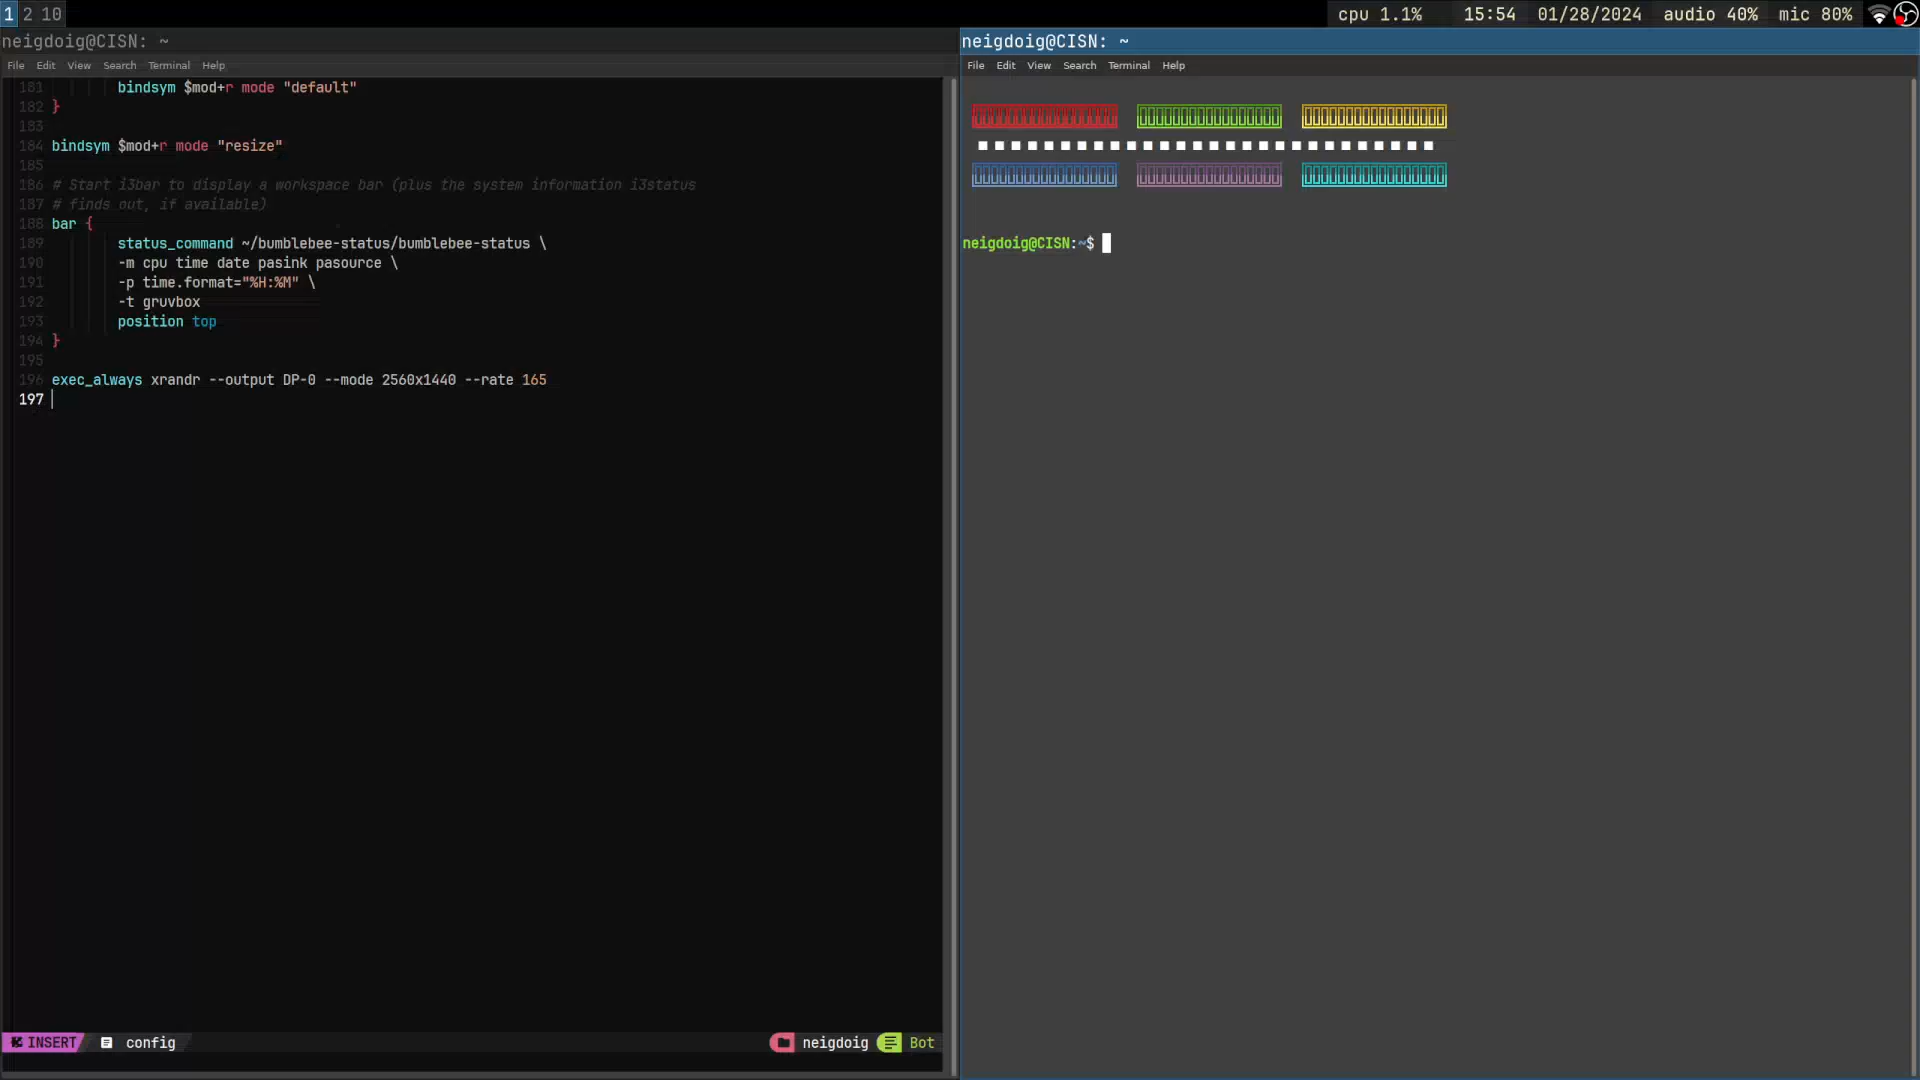 1 2 10
cpu 1.1% 15:54 01/28/2024 audio 40% mic 80%
neigdoig@CISN: ~
File Edit View Search Terminal Help
181 bindsym $mod+r mode "default"
182 }
183
184 bindsym $mod+r mode "resize"
185
186 # Start i3bar to display a workspace bar (plus the system information i3status
187 # finds out, if available)
188 bar {
189 status_command ~/bumblebee-status/bumblebee-status \
190 -m cpu time date pasink pasource \
191 -p time.format="%H:%M" \
192 -t gruvbox
193 position top
194 }
195
196 exec_always xrandr --output DP-0 --mode 2560x1440 --rate 165
197
INSERT config neigdoig Bot
neigdoig@CISN: ~
File Edit View Search Terminal Help
neigdoig@CISN:~$